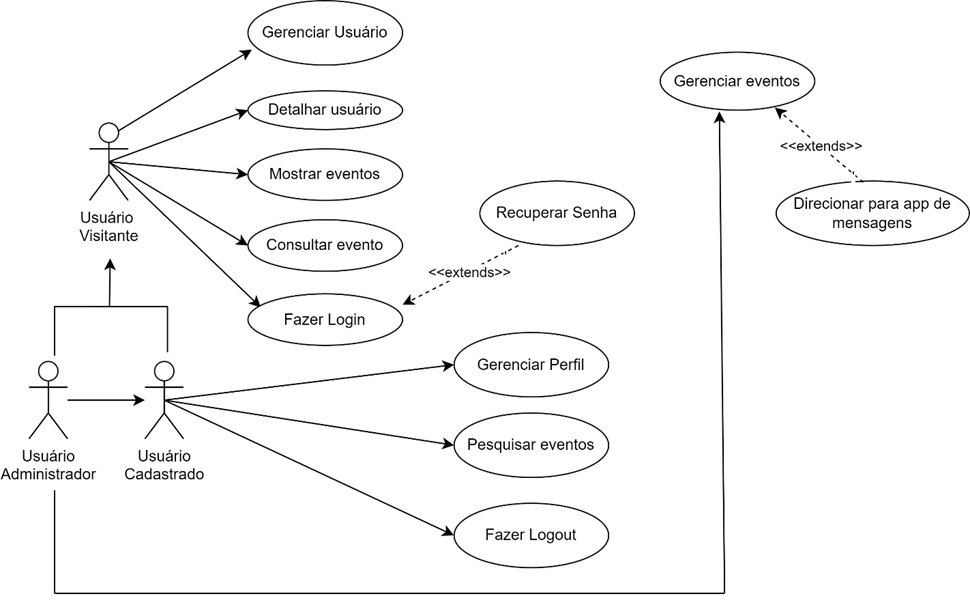 Gerenciar Usuário
Gerenciar eventos
Detalhar usuário
<<extends>>
Mostrar eventos
Usuário
Visitante
Recuperar Senha
Direcionar para app de
mensagens
Consultar evento
<<extends>>
Fazer Login
Gerenciar Perfil
Pesquisar eventos
Usuário
Administrador
Usuário
Cadastrado
Fazer Logout